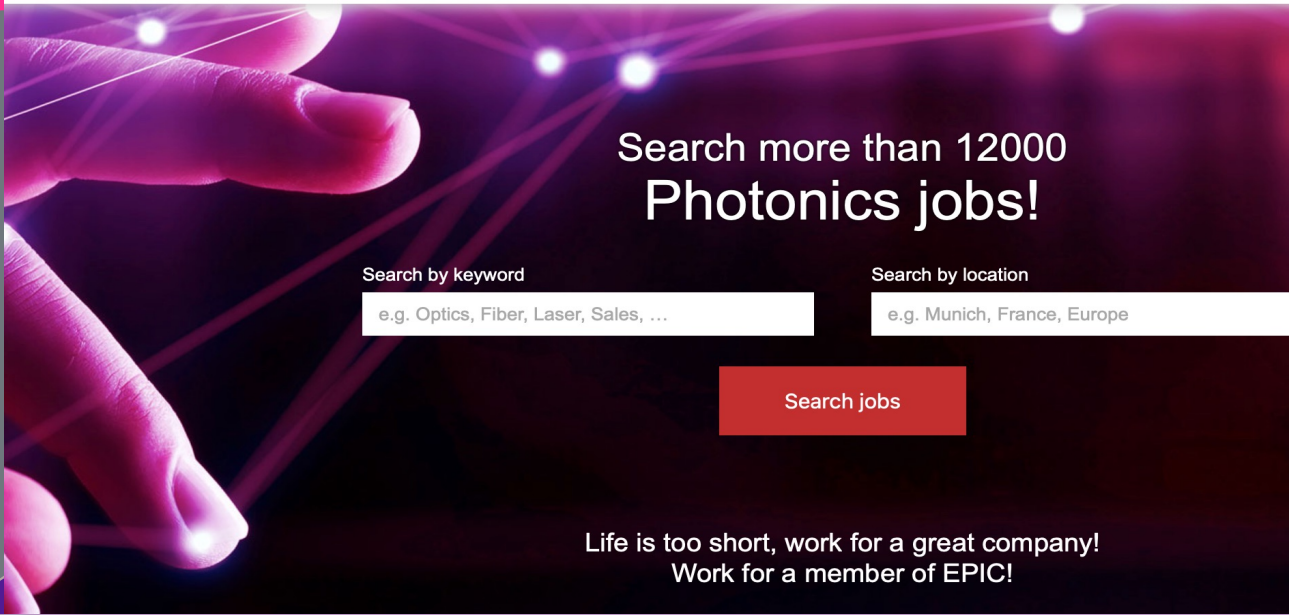 Search more than 12000
Photonics jobs!
Search by keyword
Search by location
e.g. Optics, Fiber, Laser, Sales, …
e.g. Munich, France, Europe
Search jobs
Life is too short, work for a great company!
Work for a member of EPIC!